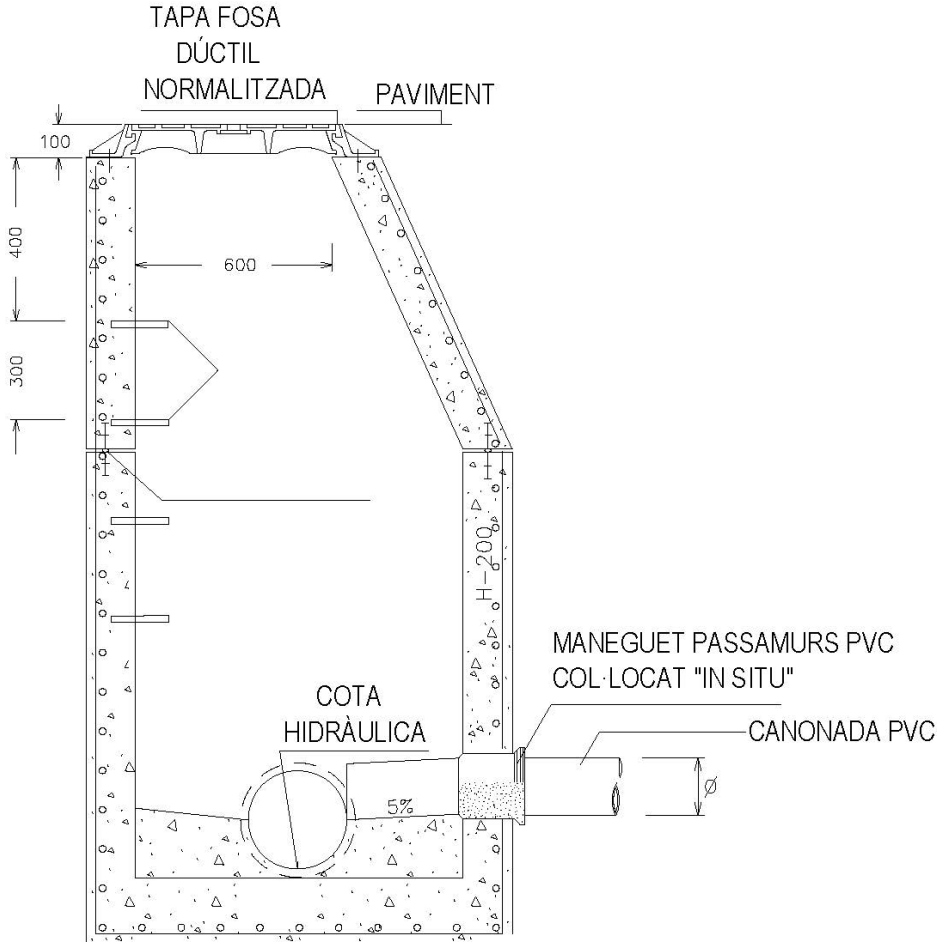 TAPA FOSA
DÚCTIL
NORMALITZADA
PAVIMENT
100
400
600
300
H-200
MANEGUET PASSAMURS PVC
COL·LOCAT "IN SITU"
COTA
HIDRÀULICA
CANONADA PVC
5%
Ø